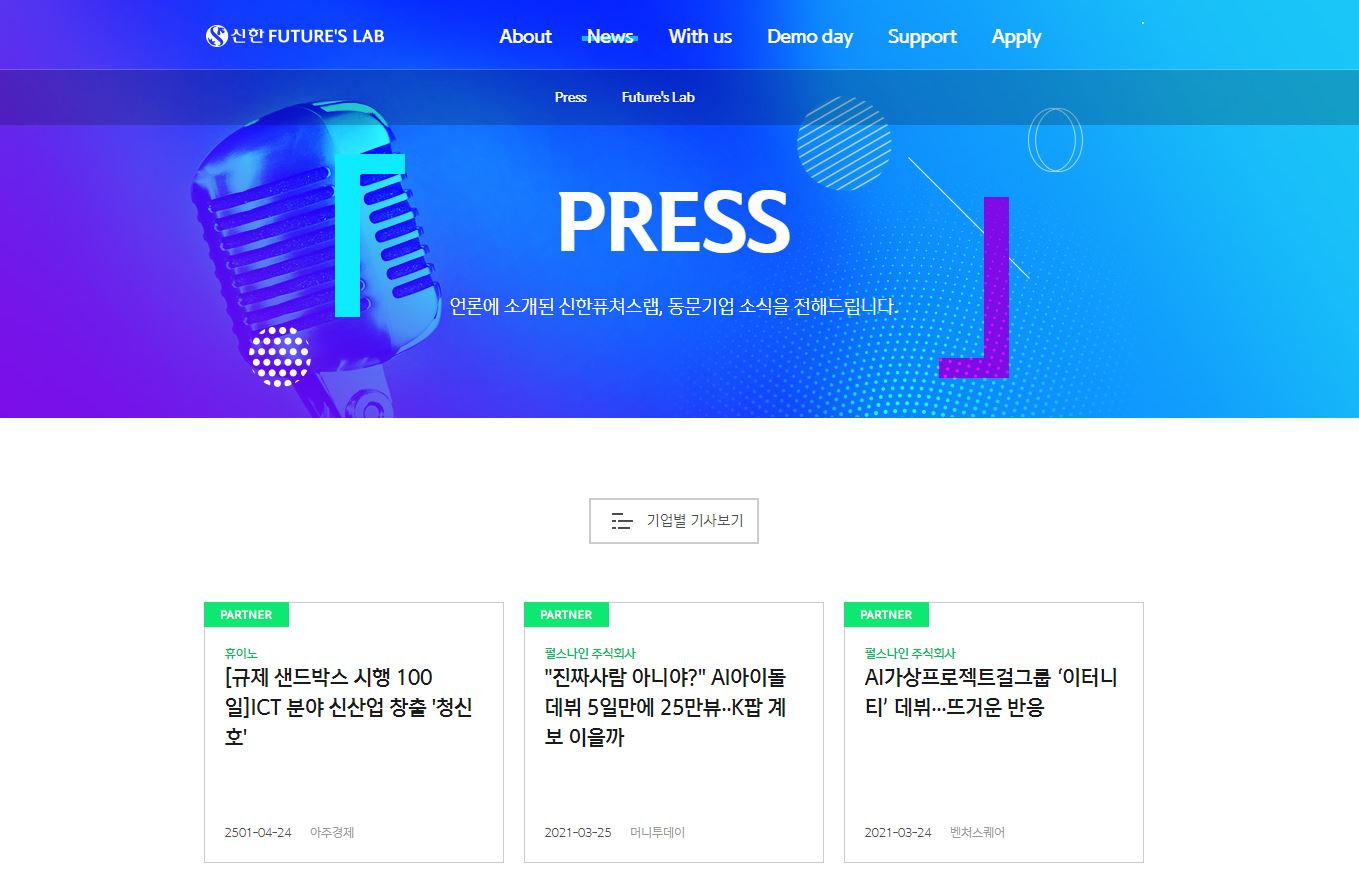 신한 FUTURE'S LAB
About News With us Demo day Support Apply
Press Future's Lab
PRESS
언론에 소개된 신한퓨쳐스랩, 동문기업 소식을 전해드립니다.
기업별 기사보기
PARTNER
휴이노
[규제 샌드박스 시행 100
일]ICT 분야 신산업 창출 '청신
호'
2501-04-24 아주경제
PARTNER
펄스나인 주식회사
"진짜사람 아니야?" AI아이돌
데뷔 5일만에 25만뷰··K팝 계
보 이을까
2021-03-25 머니투데이
PARTNER
펄스나인 주식회사
AI가상프로젝트걸그룹 ‘이터니
티’ 데뷔···뜨거운 반응
2021-03-24 벤처스퀘어